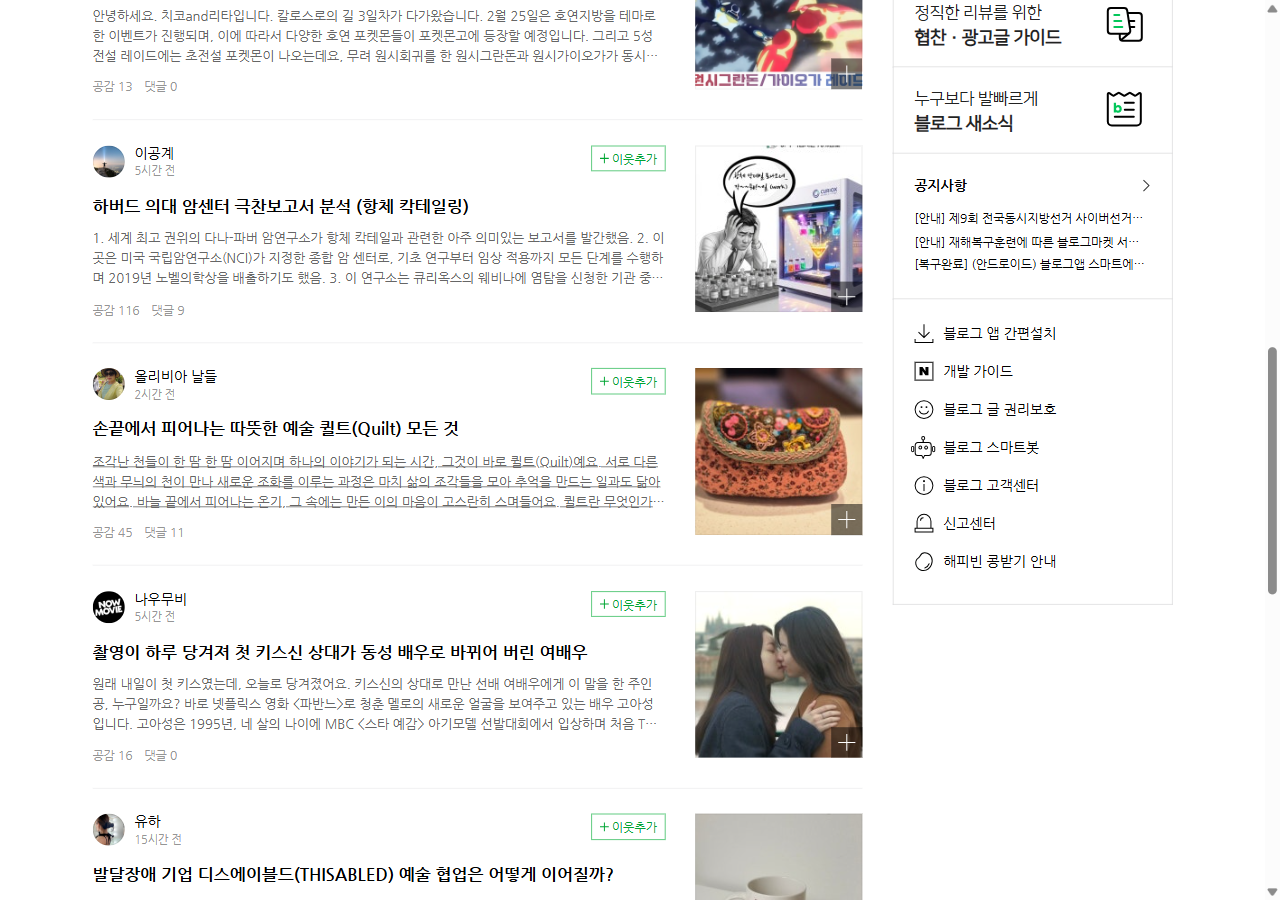 안녕하세요. 치코and리타입니다. 칼로스로의 길 3일차가 다가왔습니다. 2월 25일은 호연지방을 테마로
한 이벤트가 진행되며, 이에 따라서 다양한 호연 포켓몬들이 포켓몬고에 등장할 예정입니다. 그리고 5성
전설 레이드에는 초전설 포켓몬이 나오는데요, 무려 원시회귀를 한 원시그란돈과 원시가이오가가 동시…
공감 13 댓글 0
원시그란돈/가이오가 레이드
이공계
5시간 전
이웃추가
하버드 의대 암센터 극찬보고서 분석 (항체 칵테일링)
1. 세계 최고 권위의 다나-파버 암연구소가 항체 칵테일과 관련한 아주 의미있는 보고서를 발간했음. 2. 이
곳은 미국 국립암연구소(NCI)가 지정한 종합 암 센터로, 기초 연구부터 임상 적용까지 모든 단계를 수행하
며 2019년 노벨의학상을 배출하기도 했음. 3. 이 연구소는 큐리옥스의 웨비나에 염탐을 신청한 기관 중…
공감 116 댓글 9
CURIOX
올리비아 날들
2시간 전
이웃추가
손끝에서 피어나는 따뜻한 예술 퀼트(Quilt) 모든 것
조각난 천들이 한 땀 한 땀 이어지며 하나의 이야기가 되는 시간, 그것이 바로 퀼트(Quilt)예요. 서로 다른
색과 무늬의 천이 만나 새로운 조화를 이루는 과정은 마치 삶의 조각들을 모아 추억을 만드는 일과도 닮아
있어요. 바늘 끝에서 피어나는 온기, 그 속에는 만든 이의 마음이 고스란히 스며들어요. 퀼트란 무엇인가…
공감 45 댓글 11
NOW MOVIE
나우무비
5시간 전
이웃추가
촬영이 하루 당겨져 첫 키스신 상대가 동성 배우로 바뀌어 버린 여배우
원래 내일이 첫 키스였는데, 오늘로 당겨졌어요. 키스신의 상대로 만난 선배 여배우에게 이 말을 한 주인
공, 누구일까요? 바로 넷플릭스 영화 <파반느>로 청춘 멜로의 새로운 얼굴을 보여주고 있는 배우 고아성
입니다. 고아성은 1995년, 네 살의 나이에 MBC <스타 예감> 아기모델 선발대회에서 입상하며 처음 T…
공감 16 댓글 0
유하
15시간 전
이웃추가
발달장애 기업 디스에이블드(THISABLED) 예술 협업은 어떻게 이어질까?
정직한 리뷰를 위한
협찬 · 광고글 가이드
누구보다 발빠르게
블로그 새소식
공지사항
[안내] 제9회 전국동시지방선거 사이버선거…
[안내] 재해복구훈련에 따른 블로그마켓 서…
[복구완료] (안드로이드) 블로그앱 스마트에…
블로그 앱 간편설치
개발 가이드
블로그 글 권리보호
블로그 스마트봇
블로그 고객센터
신고센터
해피빈 콩받기 안내